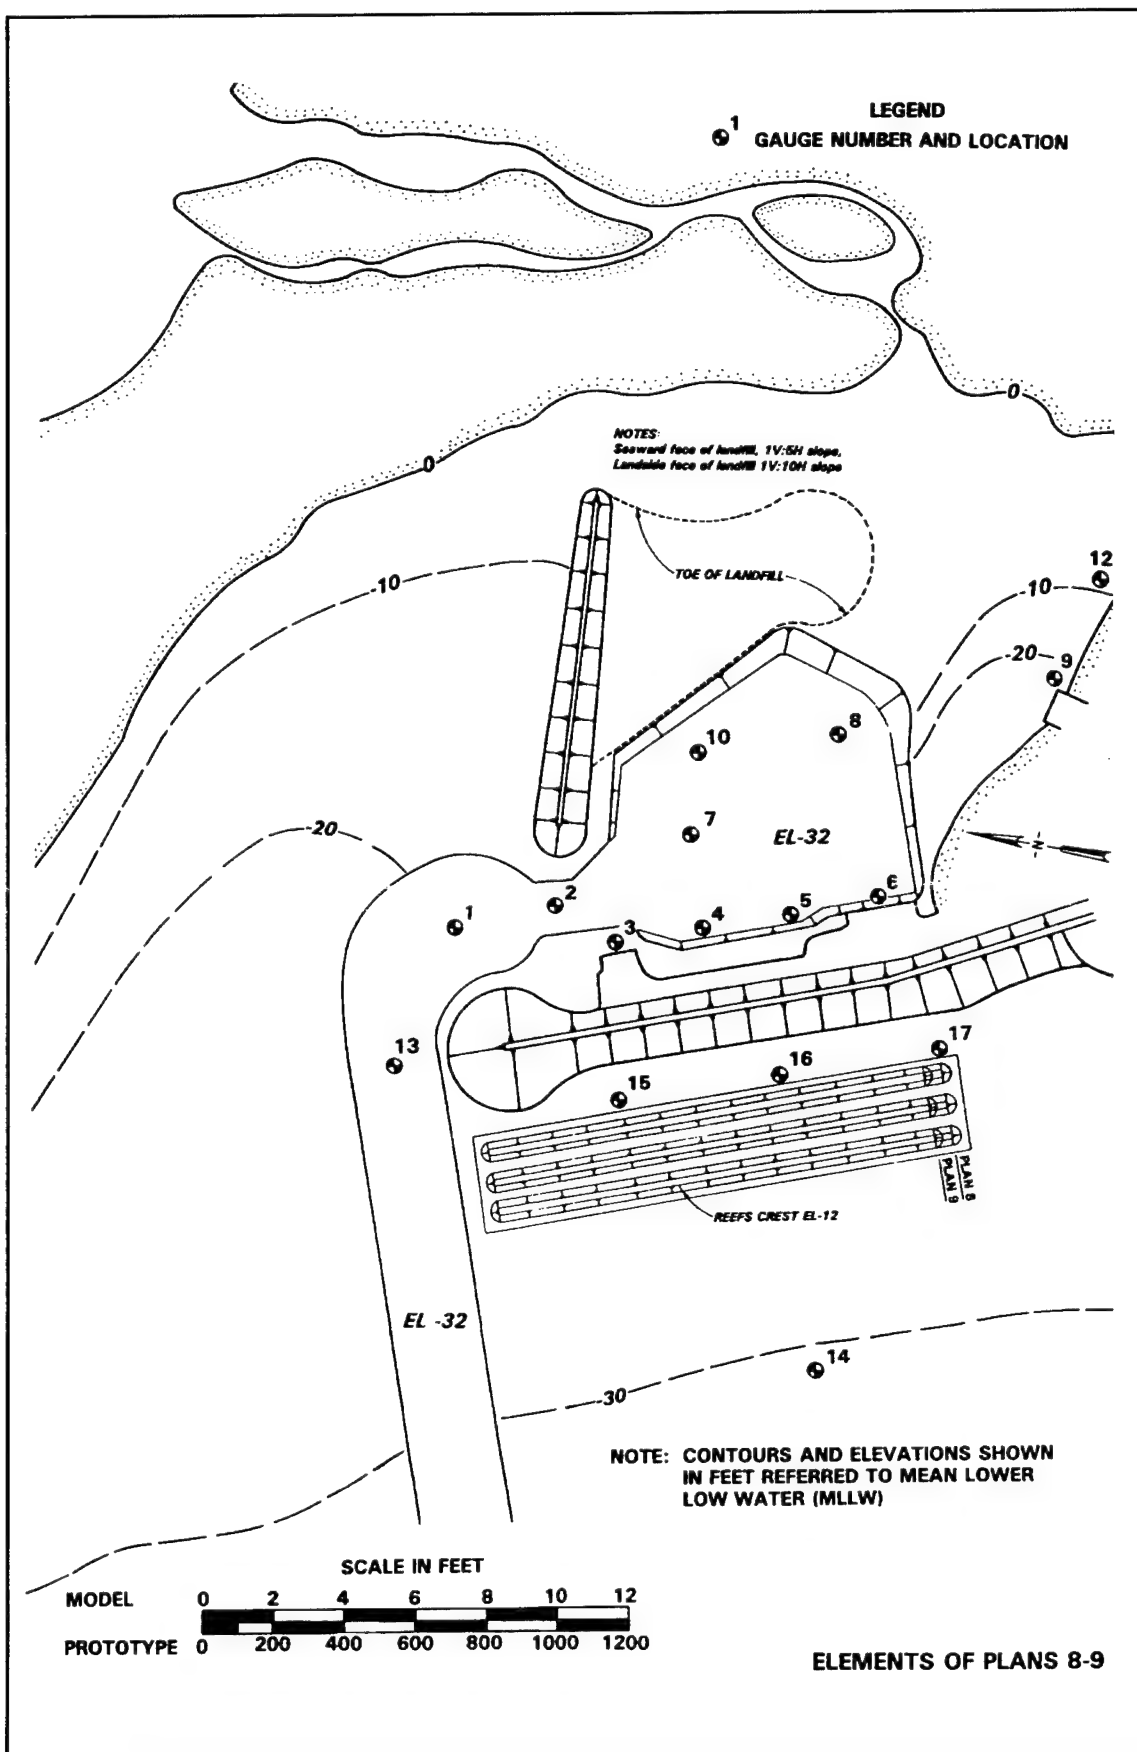 LEGEND
1
GAUGE NUMBER AND LOCATION
0
NOTES:
Seaward face of landfill, 1V:5H slope,
Landside face of landfill 1V:10H slope
0
-10
TOE OF LANDFILL
12
-10
-20
9
8
10
7
EL-32
-20
N
6
5
4
3
2
1
13
17
16
15
PLAN 8
PLAN 9
REEFS CREST EL-12
EL -32
14
-30
NOTE: CONTOURS AND ELEVATIONS SHOWN
IN FEET REFERRED TO MEAN LOWER
LOW WATER (MLLW)
SCALE IN FEET
MODEL 0 2 4 6 8 10 12
PROTOTYPE 0 200 400 600 800 1000 1200
ELEMENTS OF PLANS 8-9